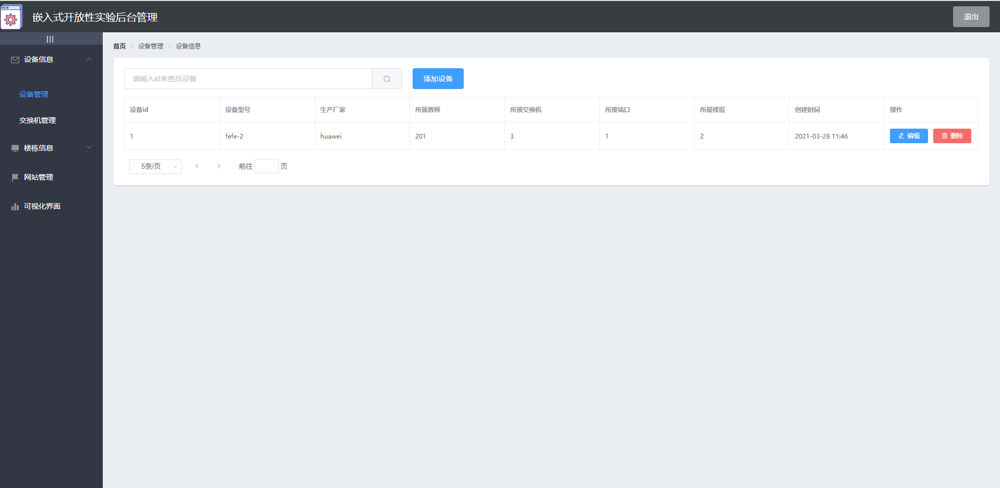 嵌入式开放性实验后台管理
退出
|||
首页 > 设备管理 > 设备信息
设备信息
设备管理
交换机管理
楼栋信息
网站管理
可视化界面
请输入id来查找设备
添加设备
设备id 设备型号 生产厂家 所属教师 所接交换机 所接端口 所属楼层 创建时间 操作
1 fefe-2 huawei 201 3 1 2 2021-03-28 11:46 编辑 删除
5条/页 < > 前往 页